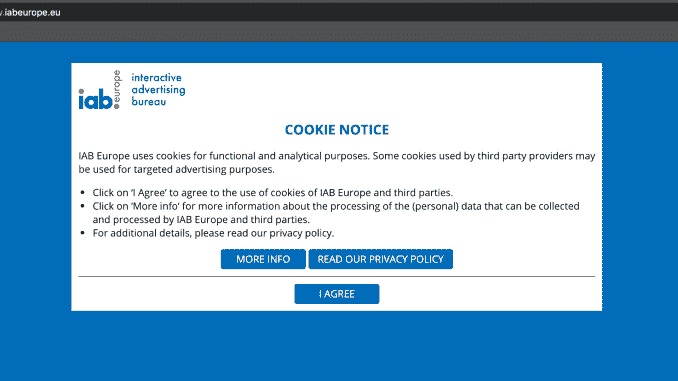 .iabeurope.eu
iab europe
interactive
advertising
bureau
COOKIE NOTICE
IAB Europe uses cookies for functional and analytical purposes. Some cookies used by third party providers may
be used for targeted advertising purposes.
• Click on ‘I Agree’ to agree to the use of cookies of IAB Europe and third parties.
• Click on ‘More info’ for more information about the processing of the (personal) data that can be collected
and processed by IAB Europe and third parties.
• For additional details, please read our privacy policy.
MORE INFO READ OUR PRIVACY POLICY
I AGREE